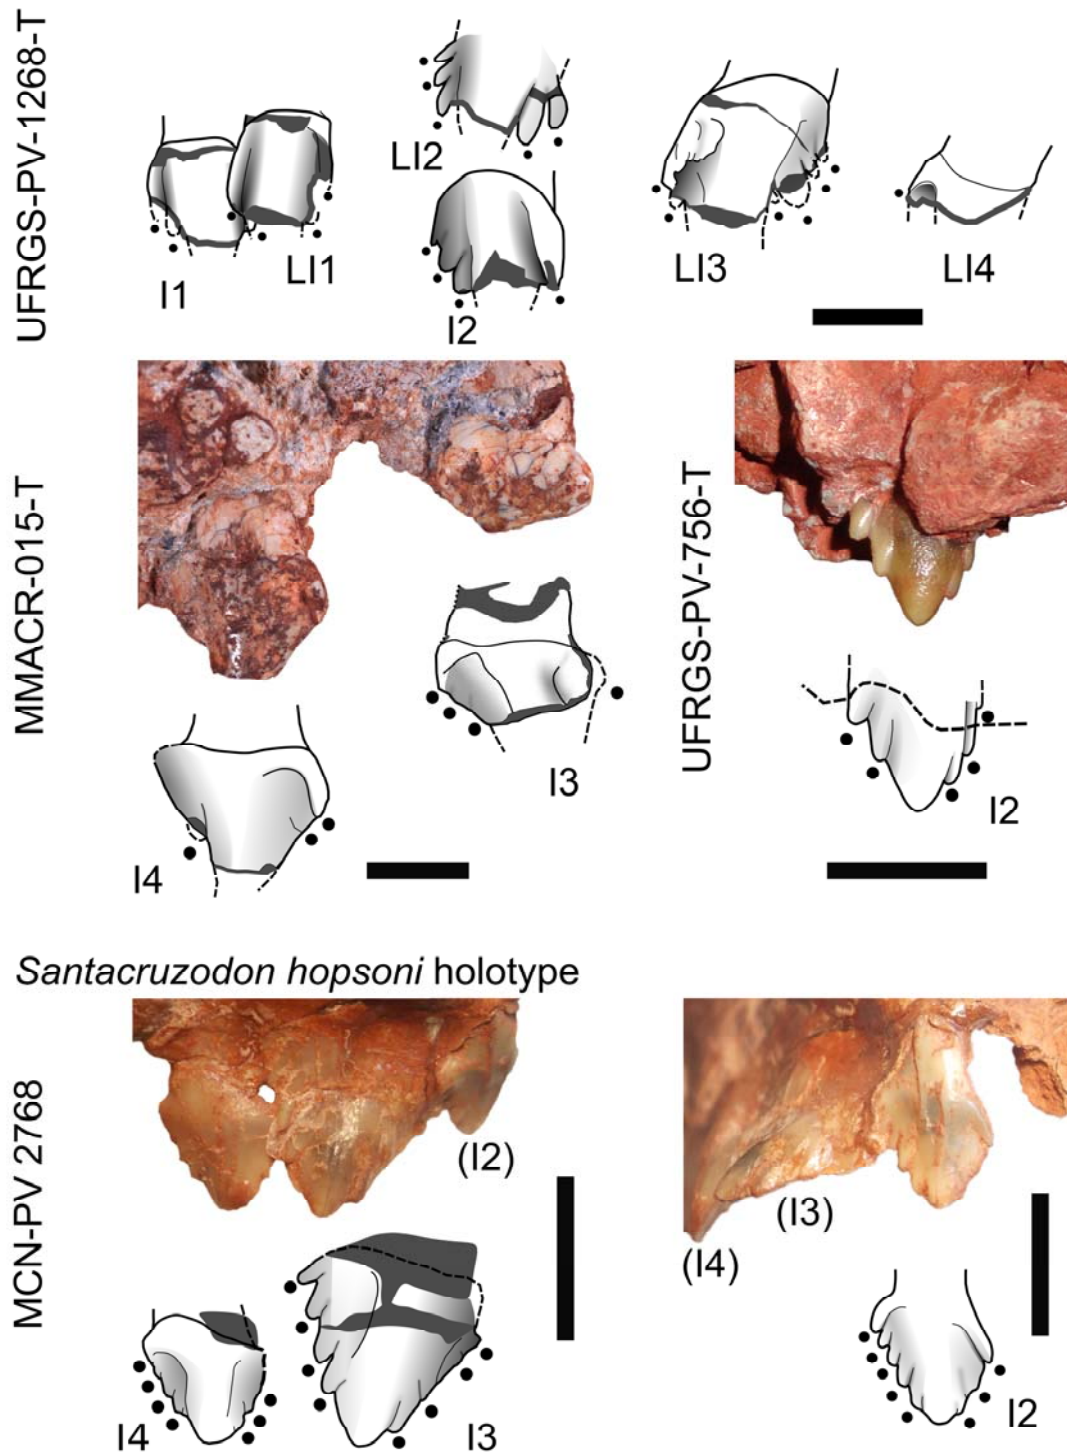 UFRGS-PV-1268-T
I1
LI1
LI2
I2
LI3
LI4
MMACR-015-T
I4
I3
UFRGS-PV-756-T
I2
Santacruzodon hopsoni holotype
MCN-PV 2768
(I2)
I4
I3
(I3)
(I4)
I2